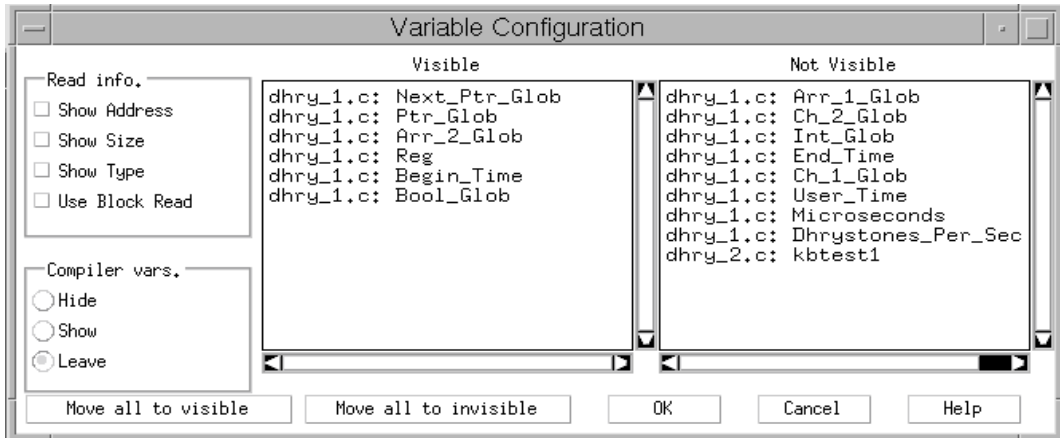 Variable Configuration
Read info.
Show Address
Show Size
Show Type
Use Block Read
Compiler vars.
Hide
Show
Leave
Visible
dhry_1.c: Next_Ptr_Glob
dhry_1.c: Ptr_Glob
dhry_1.c: Arr_2_Glob
dhry_1.c: Reg
dhry_1.c: Begin_Time
dhry_1.c: Bool_Glob
Not Visible
dhry_1.c: Arr_1_Glob
dhry_1.c: Ch_2_Glob
dhry_1.c: Int_Glob
dhry_1.c: End_Time
dhry_1.c: Ch_1_Glob
dhry_1.c: User_Time
dhry_1.c: Microseconds
dhry_1.c: Dhrystones_Per_Sec
dhry_2.c: kbtest1
Move all to visible
Move all to invisible
OK
Cancel
Help